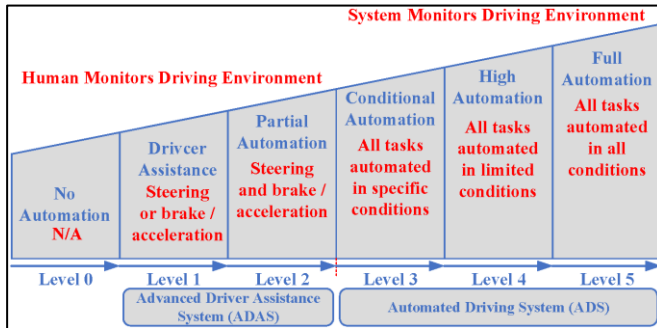 System Monitors Driving Environment
Human Monitors Driving Environment
No
Automation
N/A
Drivcer
Assistance
Steering
or brake /
acceleration
Partial
Automation
Steering
and brake /
acceleration
Conditional
Automation
All tasks
automated
in specific
conditions
High
Automation
All tasks
automated
in limited
conditions
Full
Automation
All tasks
automated
in all
conditions
Level 0
Level 1
Level 2
Level 3
Level 4
Level 5
Advanced Driver Assistance
System (ADAS)
Automated Driving System (ADS)